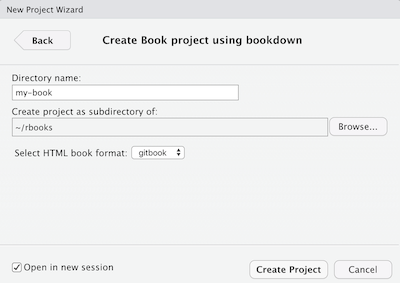 New Project Wizard
Back
Create Book project using bookdown
Directory name:
my-book
Create project as subdirectory of:
~/rbooks
Browse...
Select HTML book format: gitbook
Open in new session
Create Project
Cancel